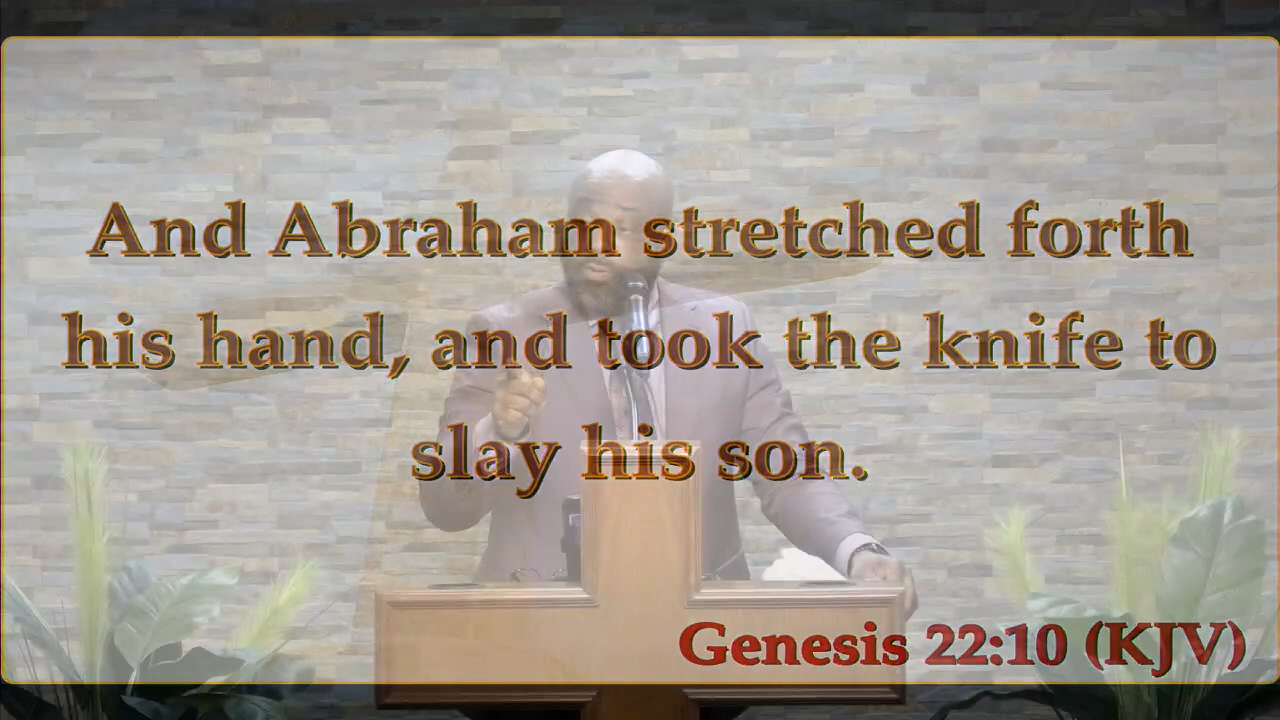 And Abraham stretched forth
his hand, and took the knife to
slay his son.
Genesis 22:10 (KJV)